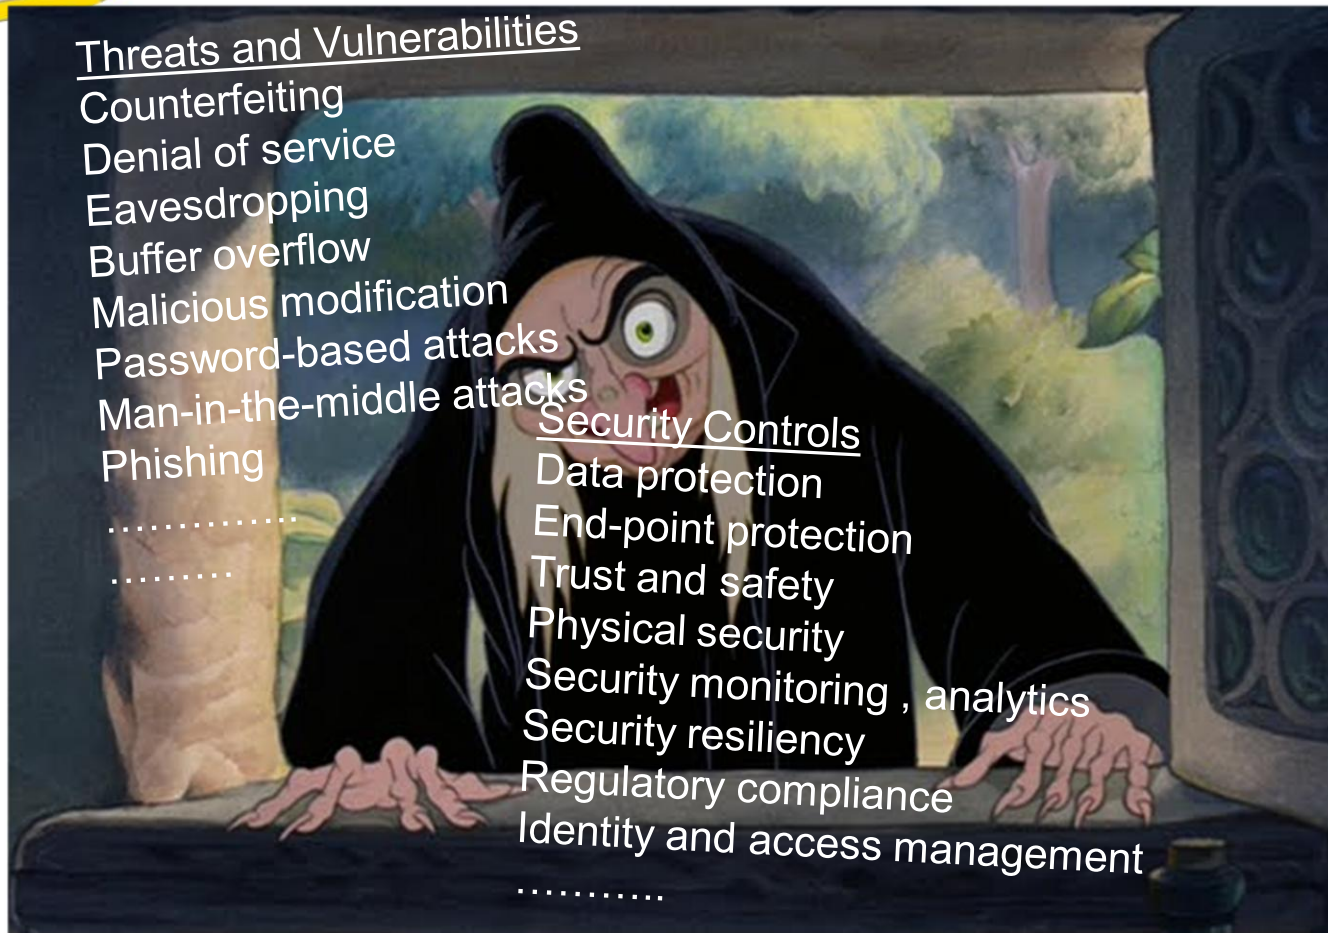 Threats and Vulnerabilities
Counterfeiting
Denial of service
Eavesdropping
Buffer overflow
Malicious modification
Password-based attacks
Man-in-the-middle attacks
Phishing
…………..
………
Security Controls
Data protection
End-point protection
Trust and safety
Physical security
Security monitoring , analytics
Security resiliency
Regulatory compliance
Identity and access management
………..